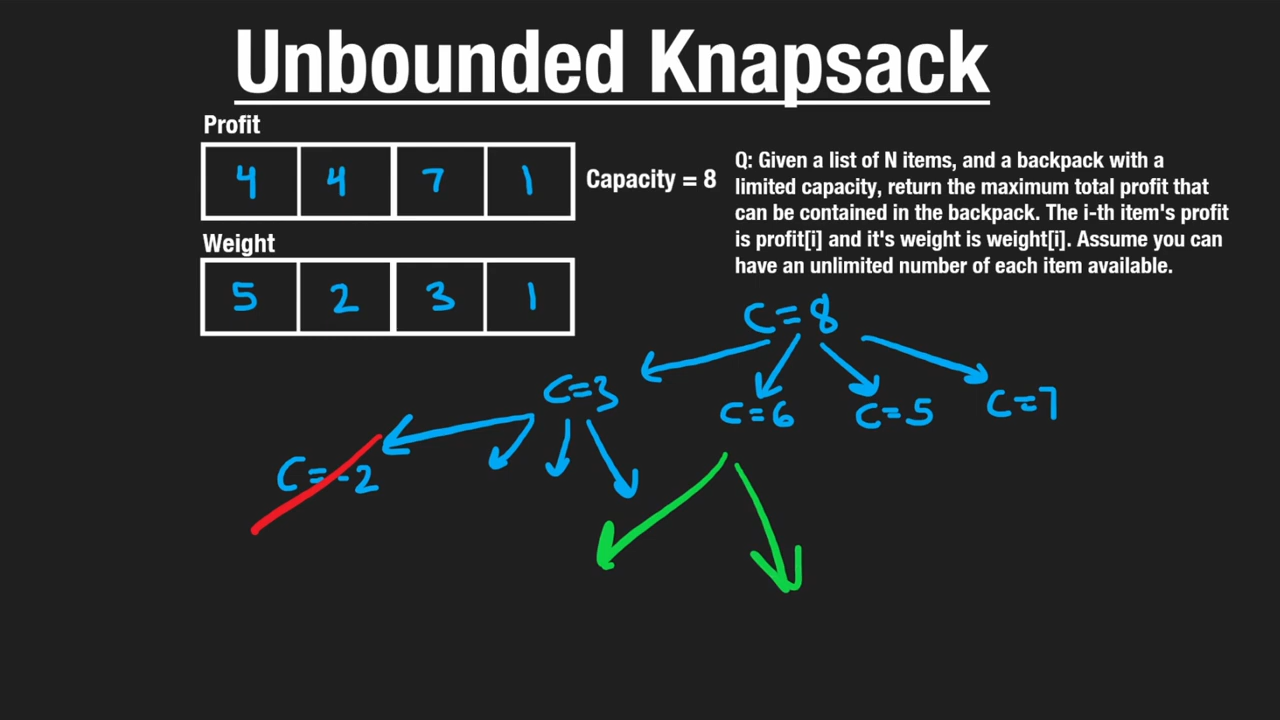 Unbounded Knapsack
Profit
4 4 7 1
Capacity = 8
Weight
5 2 3 1
Q: Given a list of N items, and a backpack with a
limited capacity, return the maximum total profit that
can be contained in the backpack. The i-th item's profit
is profit[i] and it's weight is weight[i]. Assume you can
have an unlimited number of each item available.
C=8
C=3
C=6
C=5
C=7
C=-2